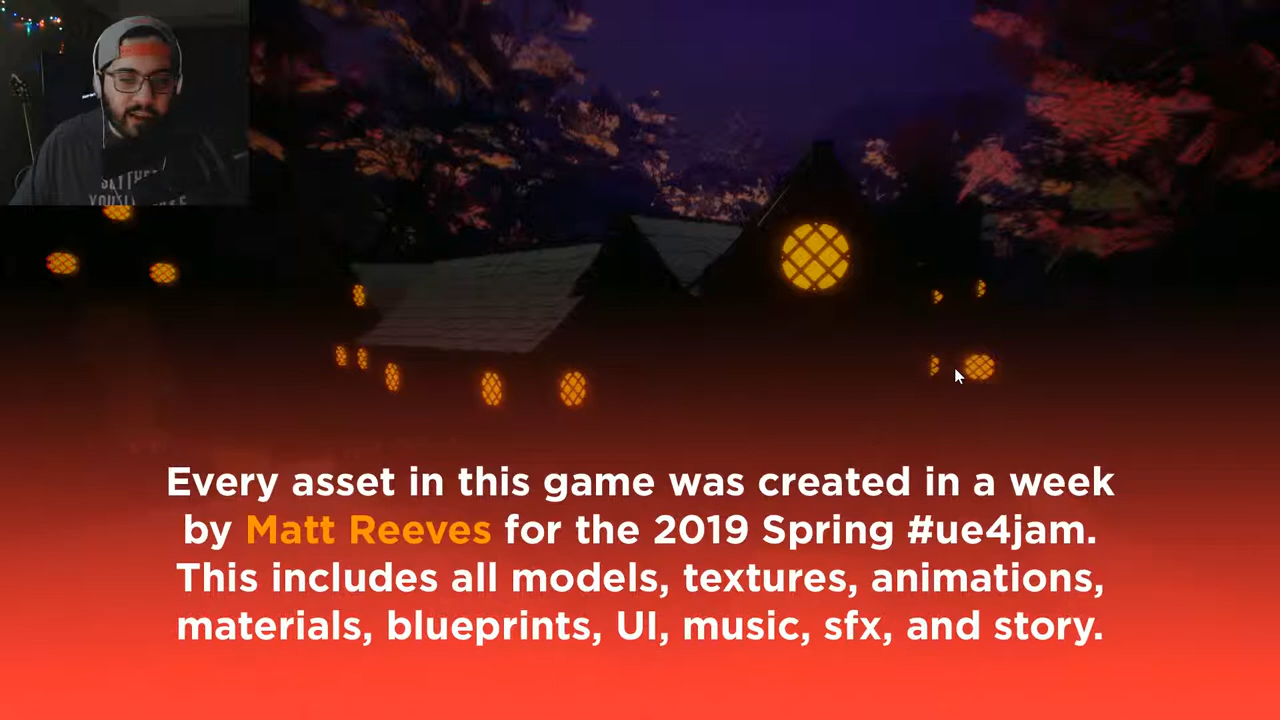 Every asset in this game was created in a week
by Matt Reeves for the 2019 Spring #ue4jam.
This includes all models, textures, animations,
materials, blueprints, UI, music, sfx, and story.